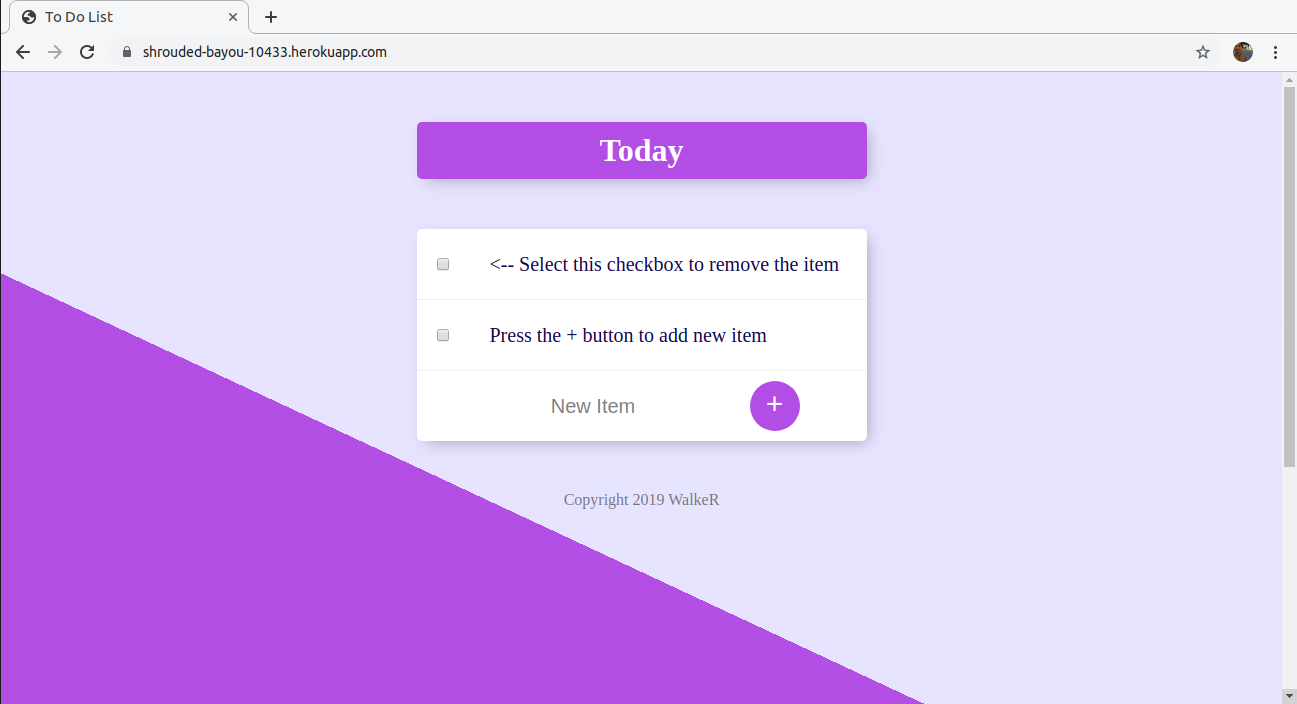 To Do List
shrouded-bayou-10433.herokuapp.com
Today
<-- Select this checkbox to remove the item
Press the + button to add new item
New Item
+
Copyright 2019 WalkeR